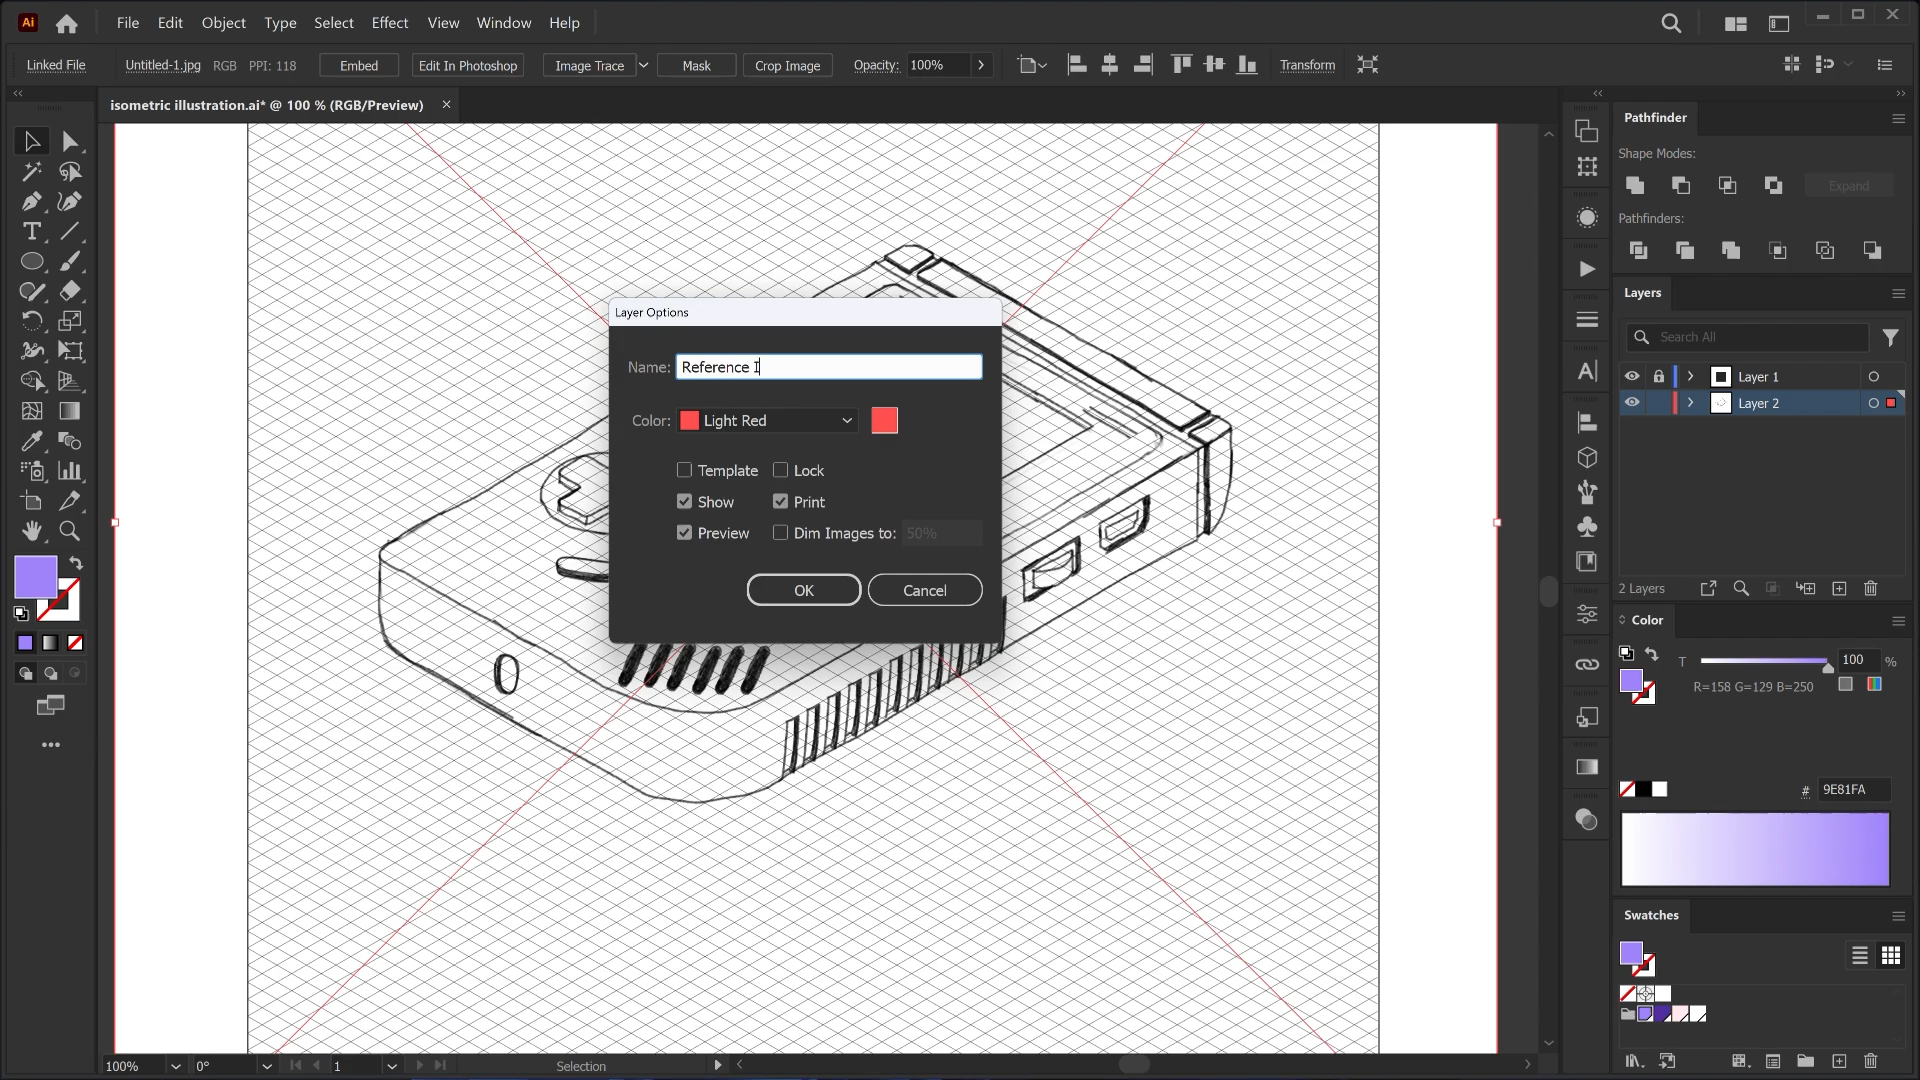 Ai
File Edit Object Type Select Effect View Window Help
Linked File Untitled-1.jpg RGB PPI: 118 Embed Edit In Photoshop Image Trace Mask Crop Image Opacity: 100% Transform
isometric illustration.ai* @ 100 % (RGB/Preview)
Pathfinder
Shape Modes:
Expand
Pathfinders:
Layers
Search All
Layer 1
Layer 2
2 Layers
Layer Options
Name: Reference I
Color: Light Red
Template Lock
Show Print
Preview Dim Images to: 50%
OK Cancel
Color
T 100 %
R=158 G=129 B=250
# 9E81FA
Swatches
100% 0° 1 Selection